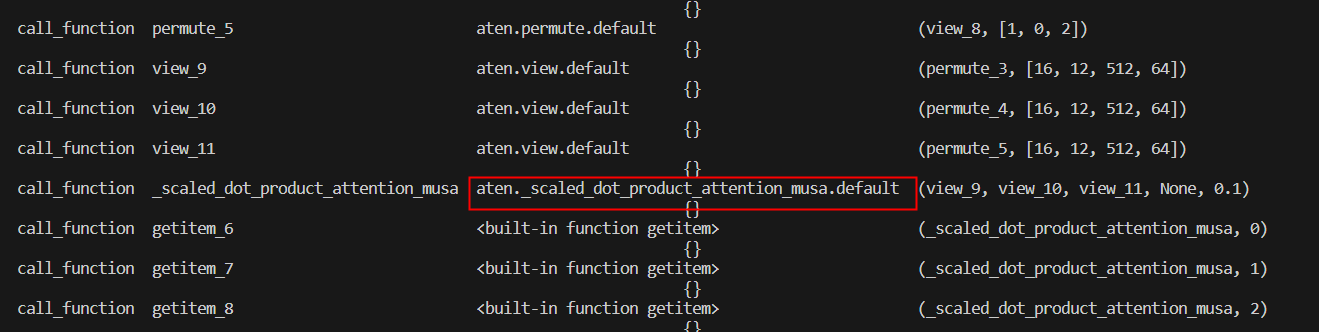 {}
call_function permute_5 aten.permute.default (view_8, [1, 0, 2])
{}
call_function view_9 aten.view.default (permute_3, [16, 12, 512, 64])
{}
call_function view_10 aten.view.default (permute_4, [16, 12, 512, 64])
{}
call_function view_11 aten.view.default (permute_5, [16, 12, 512, 64])
{}
call_function _scaled_dot_product_attention_musa aten._scaled_dot_product_attention_musa.default (view_9, view_10, view_11, None, 0.1)
{}
call_function getitem_6 <built-in function getitem> (_scaled_dot_product_attention_musa, 0)
{}
call_function getitem_7 <built-in function getitem> (_scaled_dot_product_attention_musa, 1)
{}
call_function getitem_8 <built-in function getitem> (_scaled_dot_product_attention_musa, 2)
{}